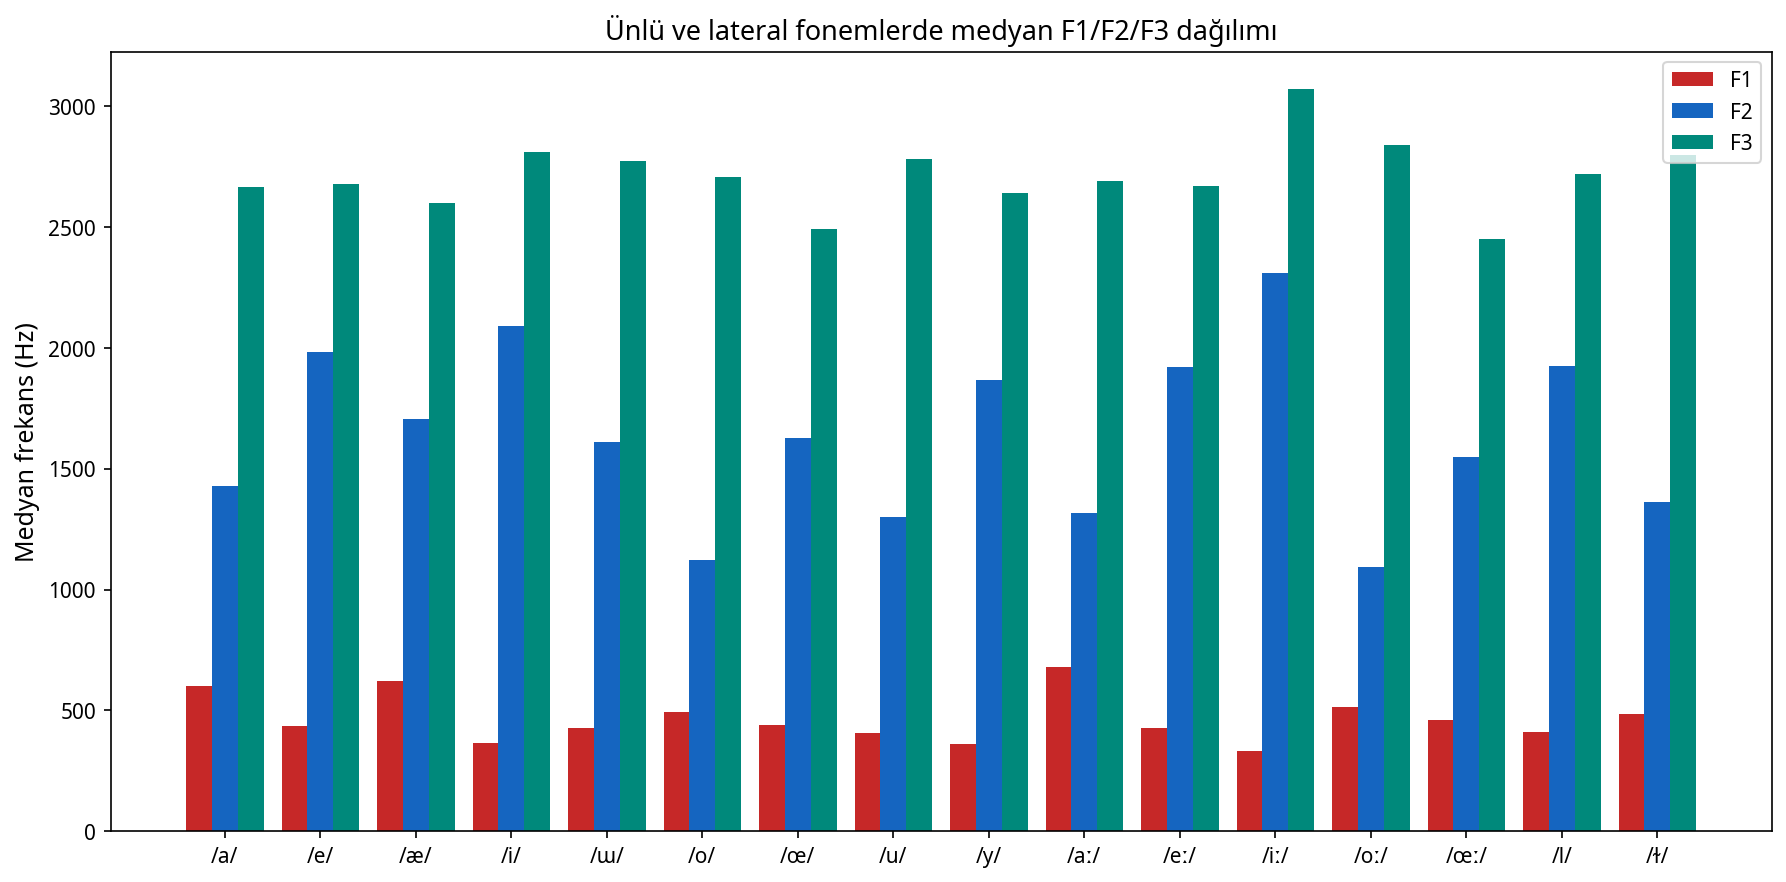 Ünlü ve lateral fonemlerde medyan F1/F2/F3 dağılımı
F1
F2
F3
Medyan frekans (Hz)
3000
2500
2000
1500
1000
500
0
/a/ /e/ /æ/ /i/ /ɯ/ /o/ /œ/ /u/ /y/ /aː/ /eː/ /iː/ /oː/ /œː/ /l/ /ɫ/